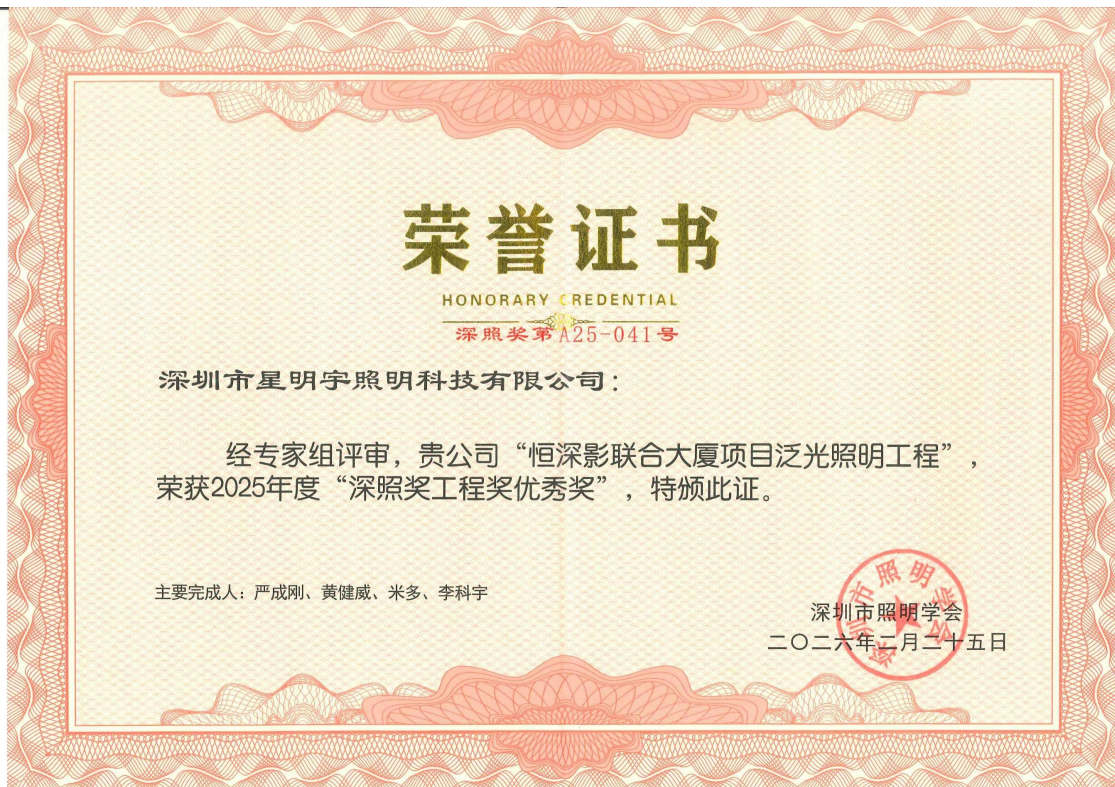 荣誉证书
HONORARY CREDENTIAL
深照奖第A25-041号
深圳市星明宇照明科技有限公司：
经专家组评审，贵公司“恒深影联合大厦项目泛光照明工程”，
荣获2025年度“深照奖工程奖优秀奖”，特颁此证。
主要完成人：严成刚、黄健威、米多、李科宇
深圳市照明学会
二〇二六年二月二十五日
深圳市照明学会